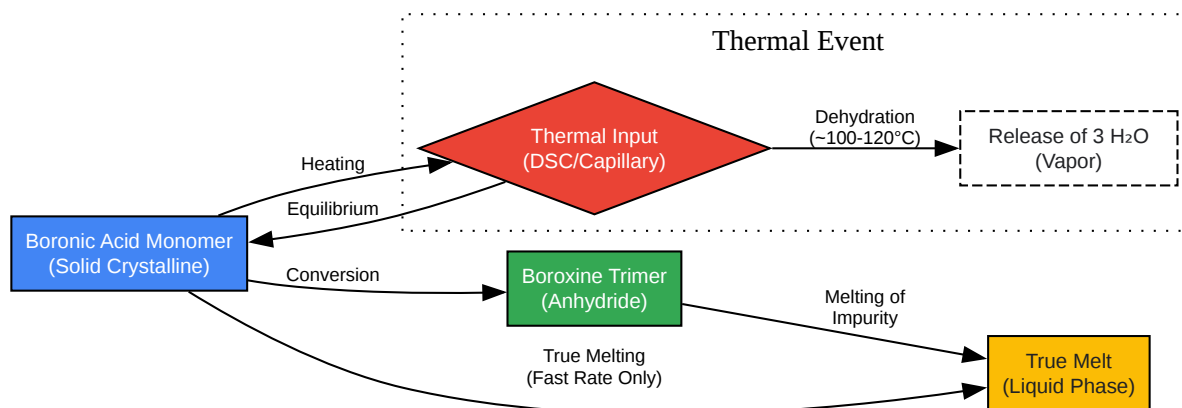 Thermal Event
Thermal Input
(DSC/Capillary)
Dehydration
(~100-120°C)
Release of 3 H₂O
(Vapor)
Heating
Equilibrium
Boronic Acid Monomer
(Solid Crystalline)
Conversion
Boroxine Trimer
(Anhydride)
Melting of
Impurity
True Melting
(Fast Rate Only)
True Melt
(Liquid Phase)